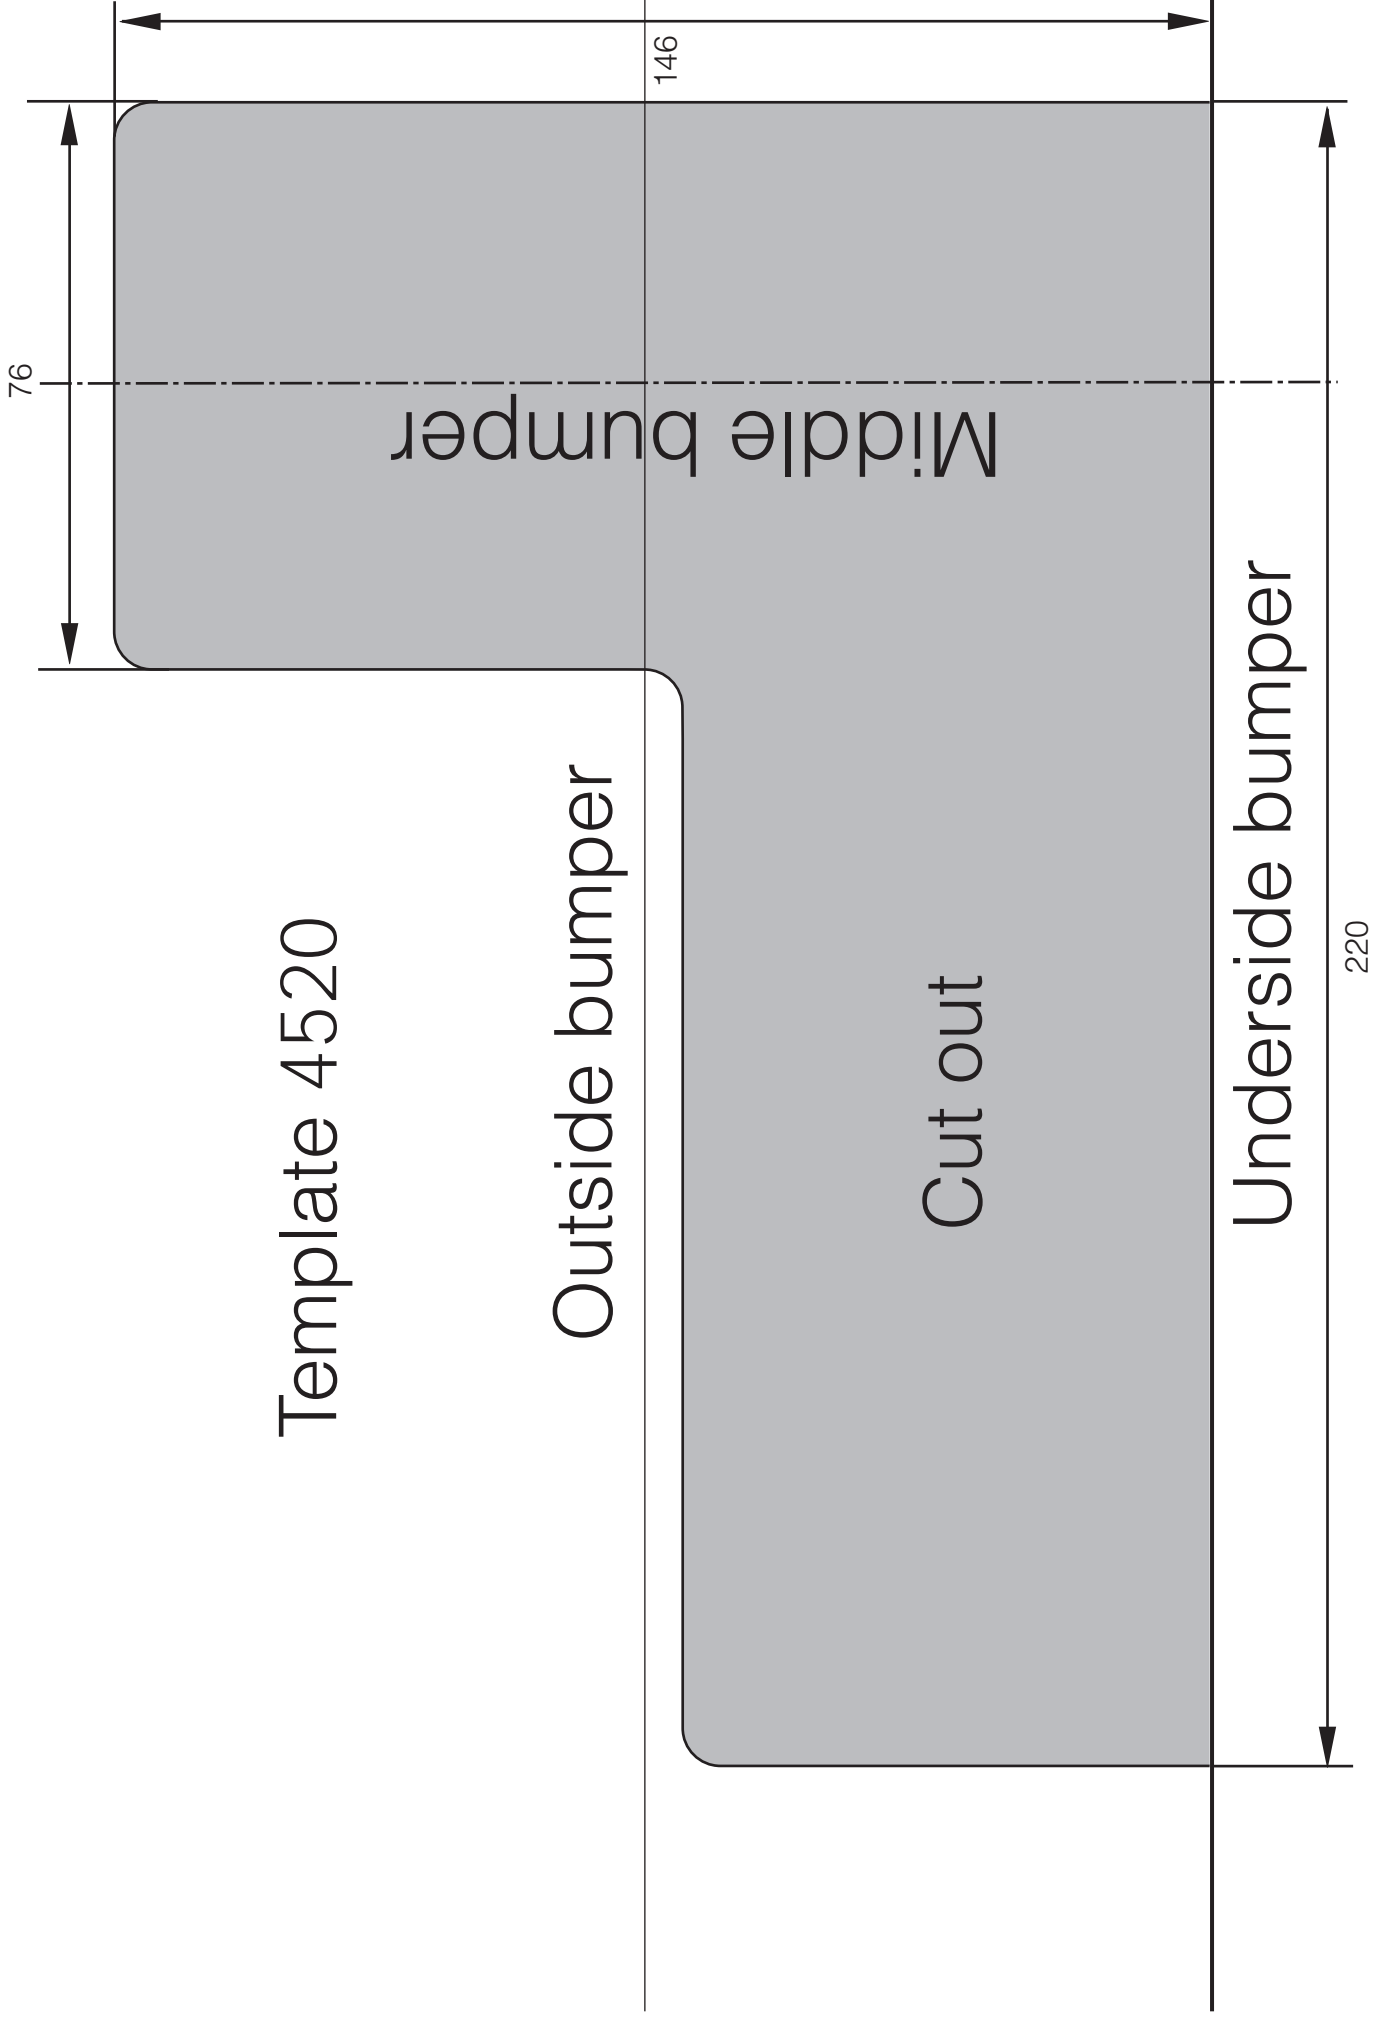 146
76
Middle bumper
Template 4520
Outside bumper
Cut out
Underside bumper
220